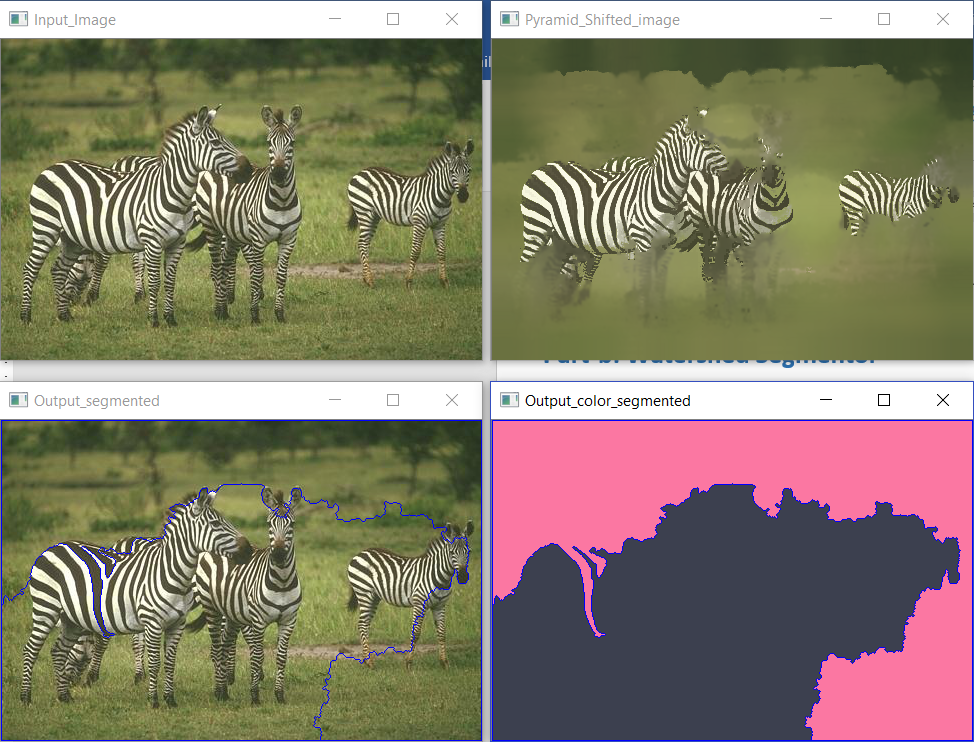 Input_Image
Pyramid_Shifted_image
Output_segmented
Output_color_segmented